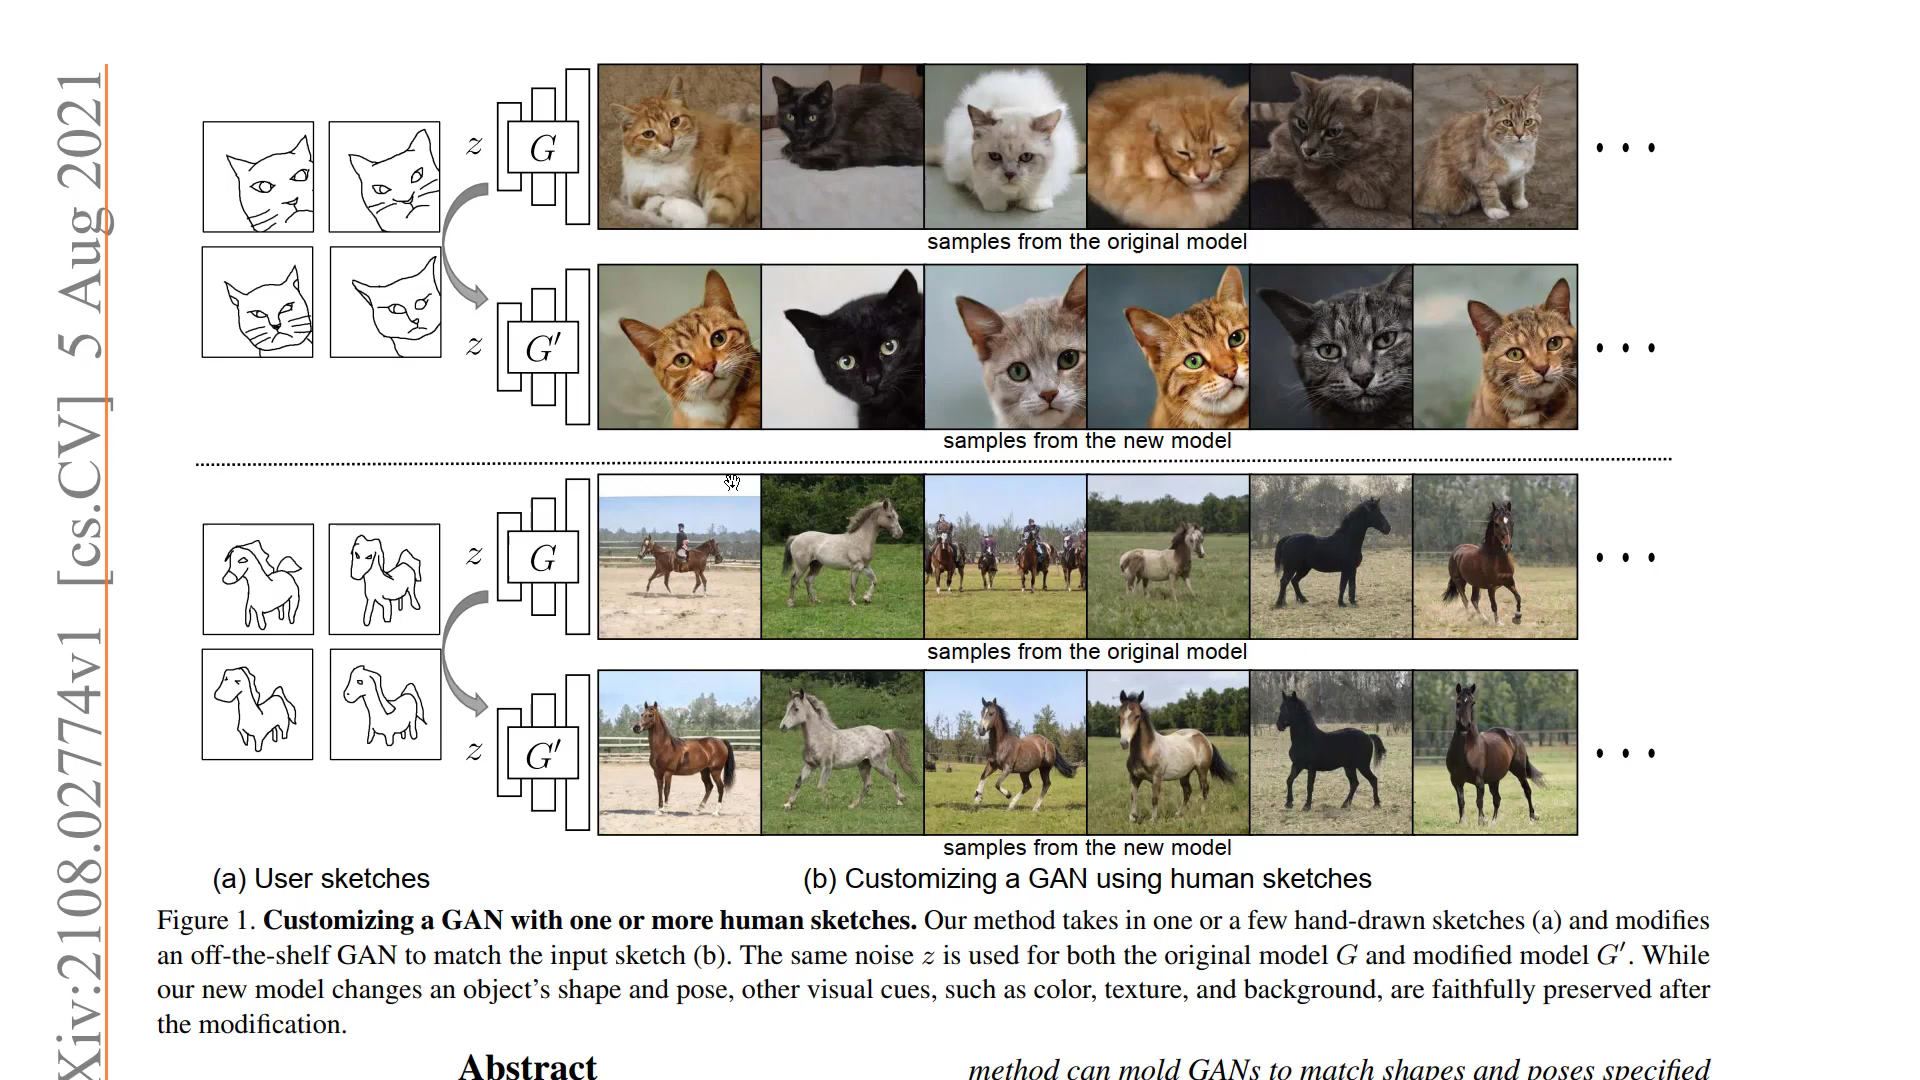 Xiv:2108.02774v1 [cs.CV] 5 Aug 2021
z G
samples from the original model
z G′
samples from the new model
z G
samples from the original model
z G′
samples from the new model
(a) User sketches
(b) Customizing a GAN using human sketches
Figure 1. Customizing a GAN with one or more human sketches. Our method takes in one or a few hand-drawn sketches (a) and modifies
an off-the-shelf GAN to match the input sketch (b). The same noise z is used for both the original model G and modified model G′. While
our new model changes an object’s shape and pose, other visual cues, such as color, texture, and background, are faithfully preserved after
the modification.
Abstract
method can mold GANs to match shapes and poses specified